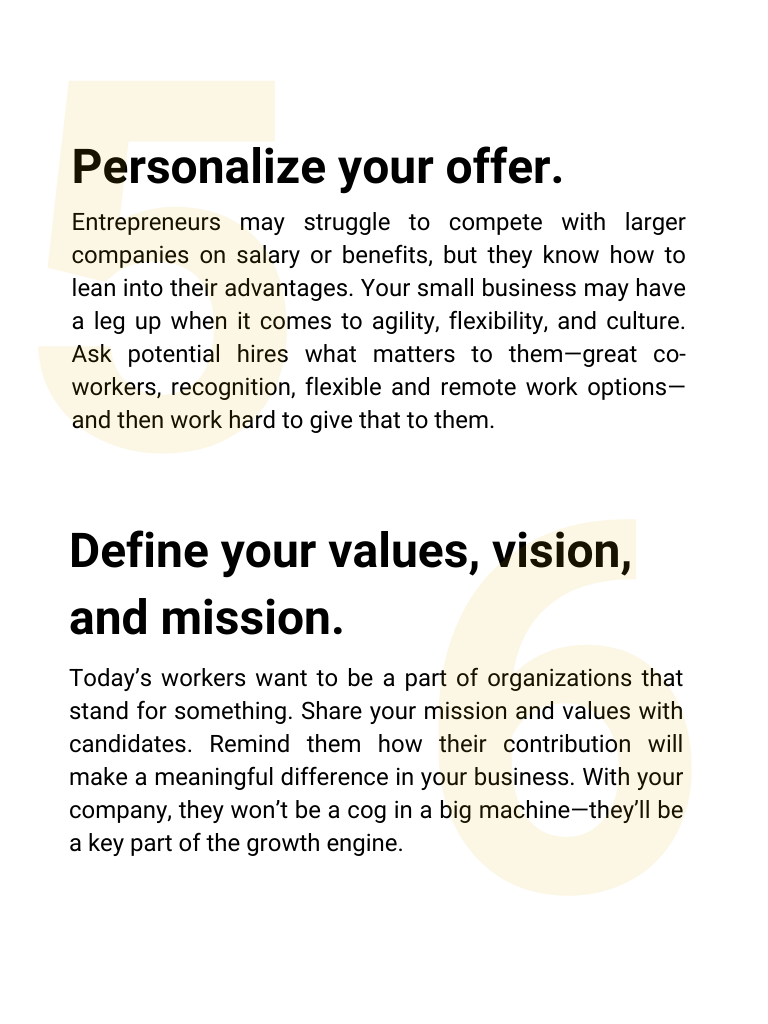 5
Personalize your offer.
Entrepreneurs may struggle to compete with larger
companies on salary or benefits, but they know how to
lean into their advantages. Your small business may have
a leg up when it comes to agility, flexibility, and culture.
Ask potential hires what matters to them—great co-
workers, recognition, flexible and remote work options—
and then work hard to give that to them.
6
Define your values, vision,
and mission.
Today’s workers want to be a part of organizations that
stand for something. Share your mission and values with
candidates. Remind them how their contribution will
make a meaningful difference in your business. With your
company, they won’t be a cog in a big machine—they’ll be
a key part of the growth engine.